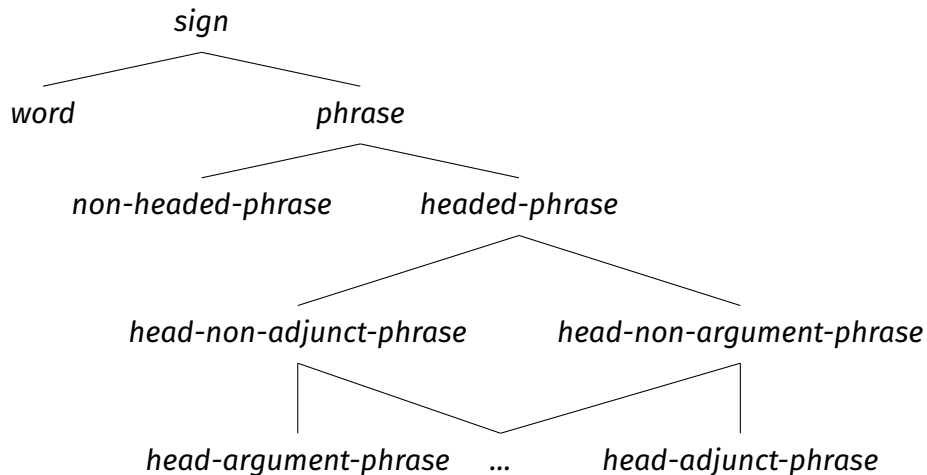 sign
word phrase
non-headed-phrase headed-phrase
head-non-adjunct-phrase head-non-argument-phrase
head-argument-phrase ... head-adjunct-phrase